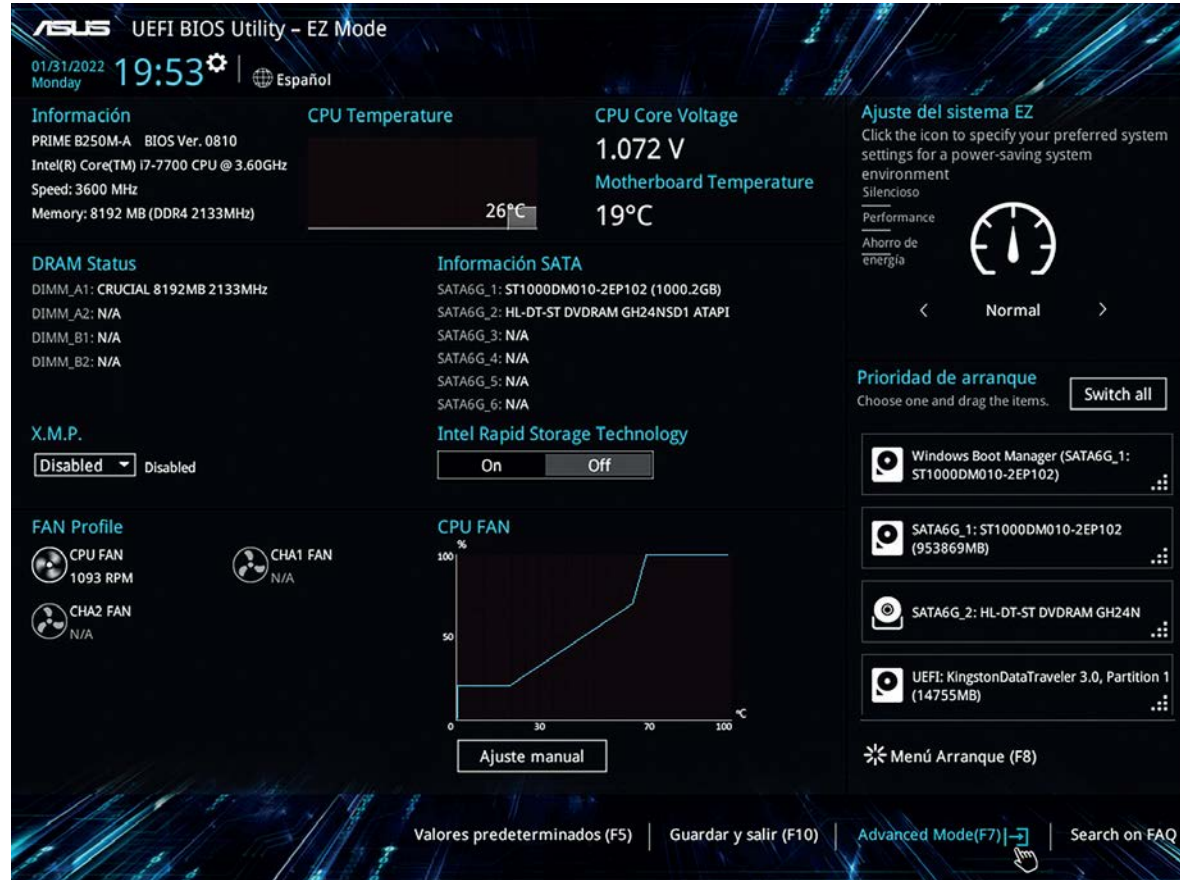 ASUS UEFI BIOS Utility – EZ Mode
01/31/2022
Monday
19:53
Español
Información
PRIME B250M-A BIOS Ver. 0810
Intel(R) Core(TM) i7-7700 CPU @ 3.60GHz
Speed: 3600 MHz
Memory: 8192 MB (DDR4 2133MHz)
CPU Temperature
26°C
CPU Core Voltage
1.072 V
Motherboard Temperature
19°C
DRAM Status
DIMM_A1: CRUCIAL 8192MB 2133MHz
DIMM_A2: N/A
DIMM_B1: N/A
DIMM_B2: N/A
Información SATA
SATA6G_1: ST1000DM010-2EP102 (1000.2GB)
SATA6G_2: HL-DT-ST DVDRAM GH24NSD1 ATAPI
SATA6G_3: N/A
SATA6G_4: N/A
SATA6G_5: N/A
SATA6G_6: N/A
X.M.P.
Disabled Disabled
Intel Rapid Storage Technology
On Off
FAN Profile
CPU FAN
1093 RPM
CHA1 FAN
N/A
CHA2 FAN
N/A
CPU FAN
%
100
50
°C
0 30 70 100
Ajuste manual
Ajuste del sistema EZ
Click the icon to specify your preferred system
settings for a power-saving system
environment
Silencioso
Performance
Ahorro de
energía
Normal
Prioridad de arranque
Choose one and drag the items.
Switch all
Windows Boot Manager (SATA6G_1:
ST1000DM010-2EP102)
SATA6G_1: ST1000DM010-2EP102
(953869MB)
SATA6G_2: HL-DT-ST DVDRAM GH24N
UEFI: KingstonDataTraveler 3.0, Partition 1
(14755MB)
Menú Arranque (F8)
Valores predeterminados (F5) Guardar y salir (F10) Advanced Mode(F7) Search on FAQ